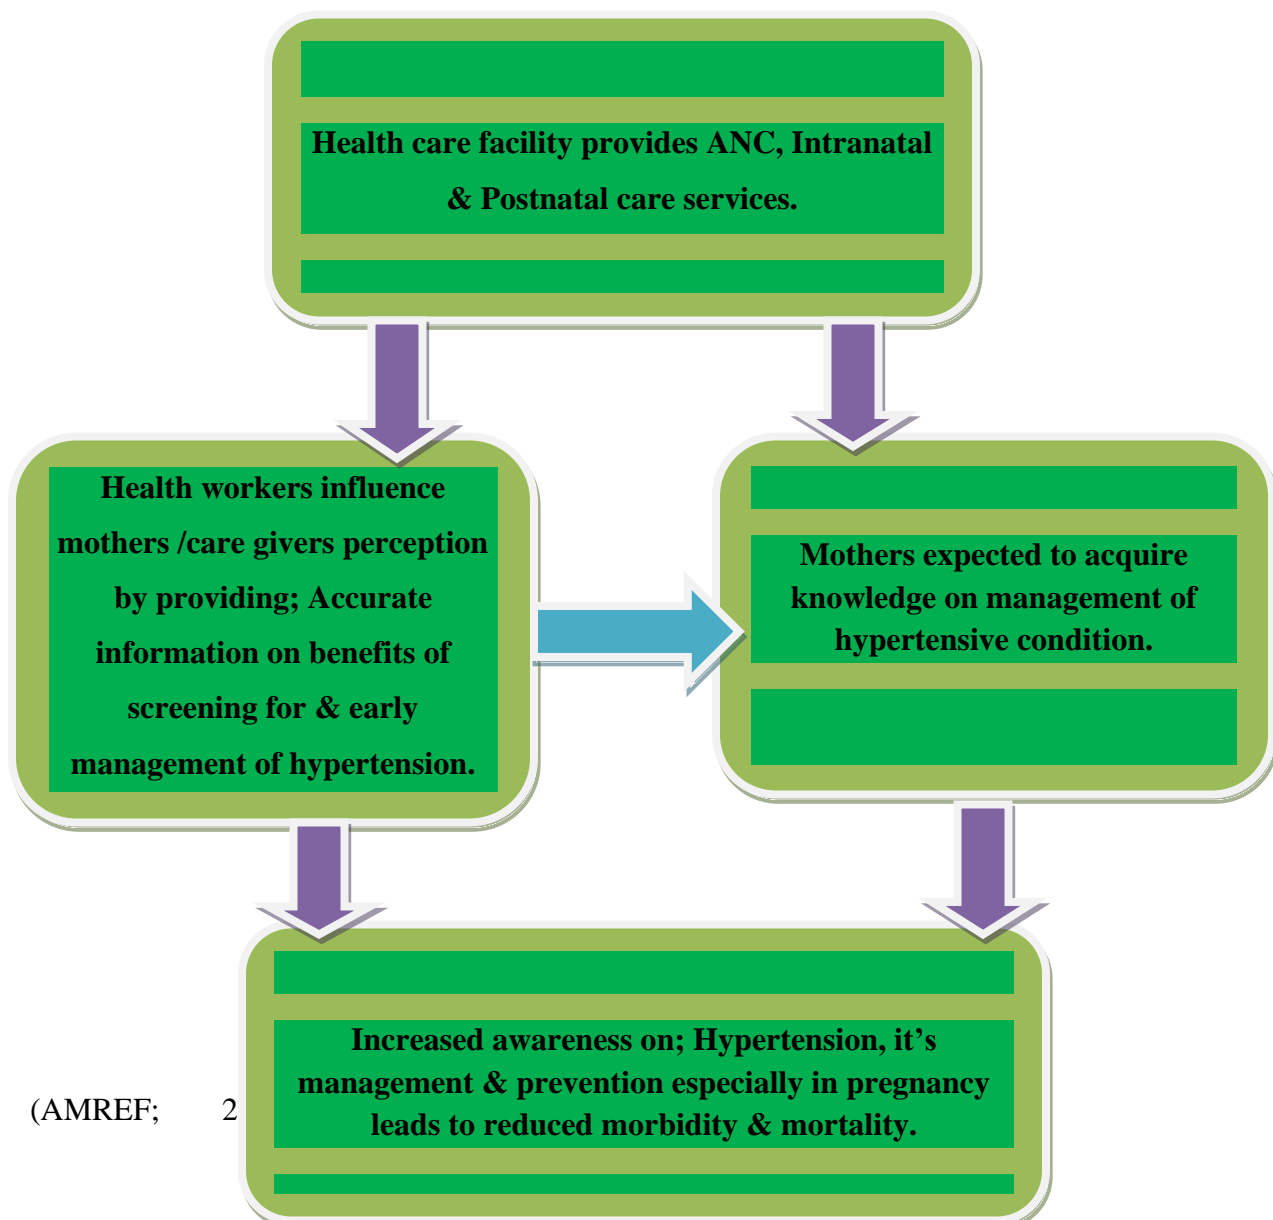 Health care facility provides ANC, Intranatal
& Postnatal care services.
Health workers influence
mothers /care givers perception
by providing; Accurate
information on benefits of
screening for & early
management of hypertension.
Mothers expected to acquire
knowledge on management of
hypertensive condition.
Increased awareness on; Hypertension, it’s
management & prevention especially in pregnancy
leads to reduced morbidity & mortality.
(AMREF; 2